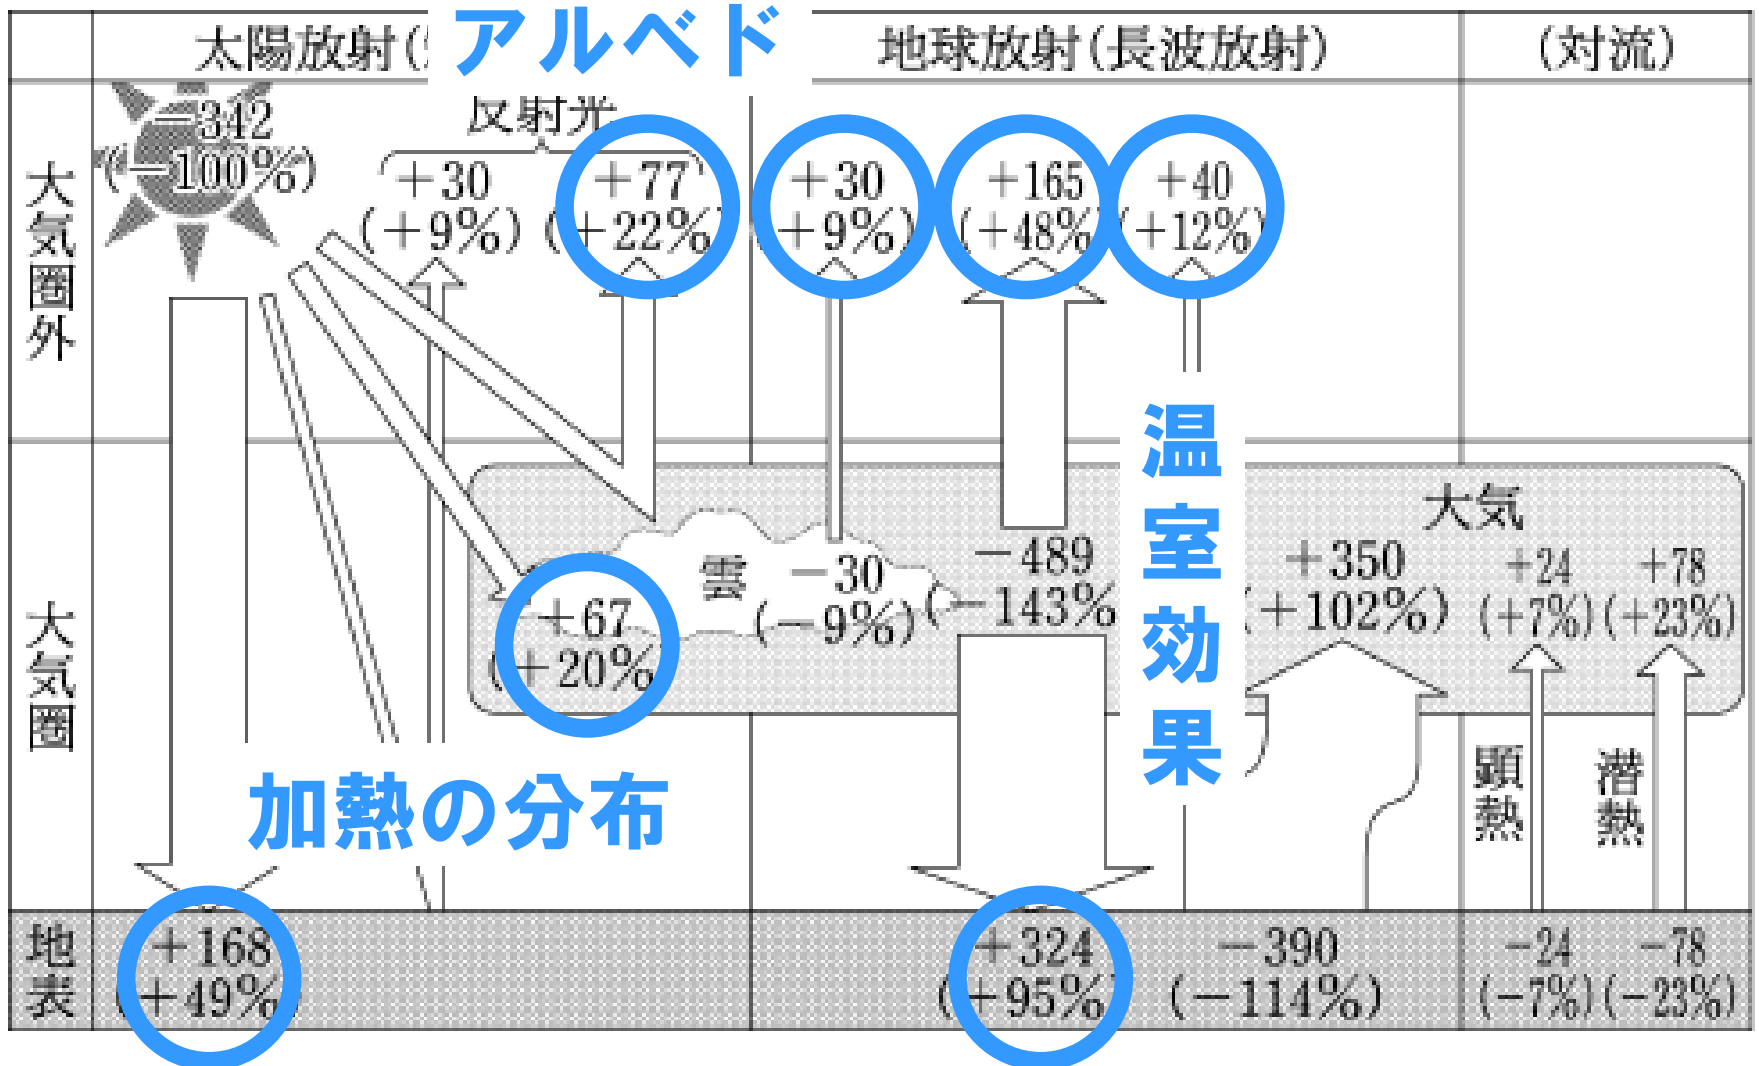 アルベド
太陽放射(
地球放射(長波放射)
(対流)
大気圏外
-342
(-100%)
反射光
+30
(+9%)
+77
(+22%)
+30
(+9%)
+165
(+48%)
+40
(+12%)
大気圏
温室効果
大気
雲
+67
(+20%)
-30
(-9%)
-489
(-143%
+350
(+102%)
+24
(+7%)
+78
(+23%)
加熱の分布
顕熱
潜熱
地表
+168
(+49%)
+324
(+95%)
-390
(-114%)
-24
(-7%)
-78
(-23%)